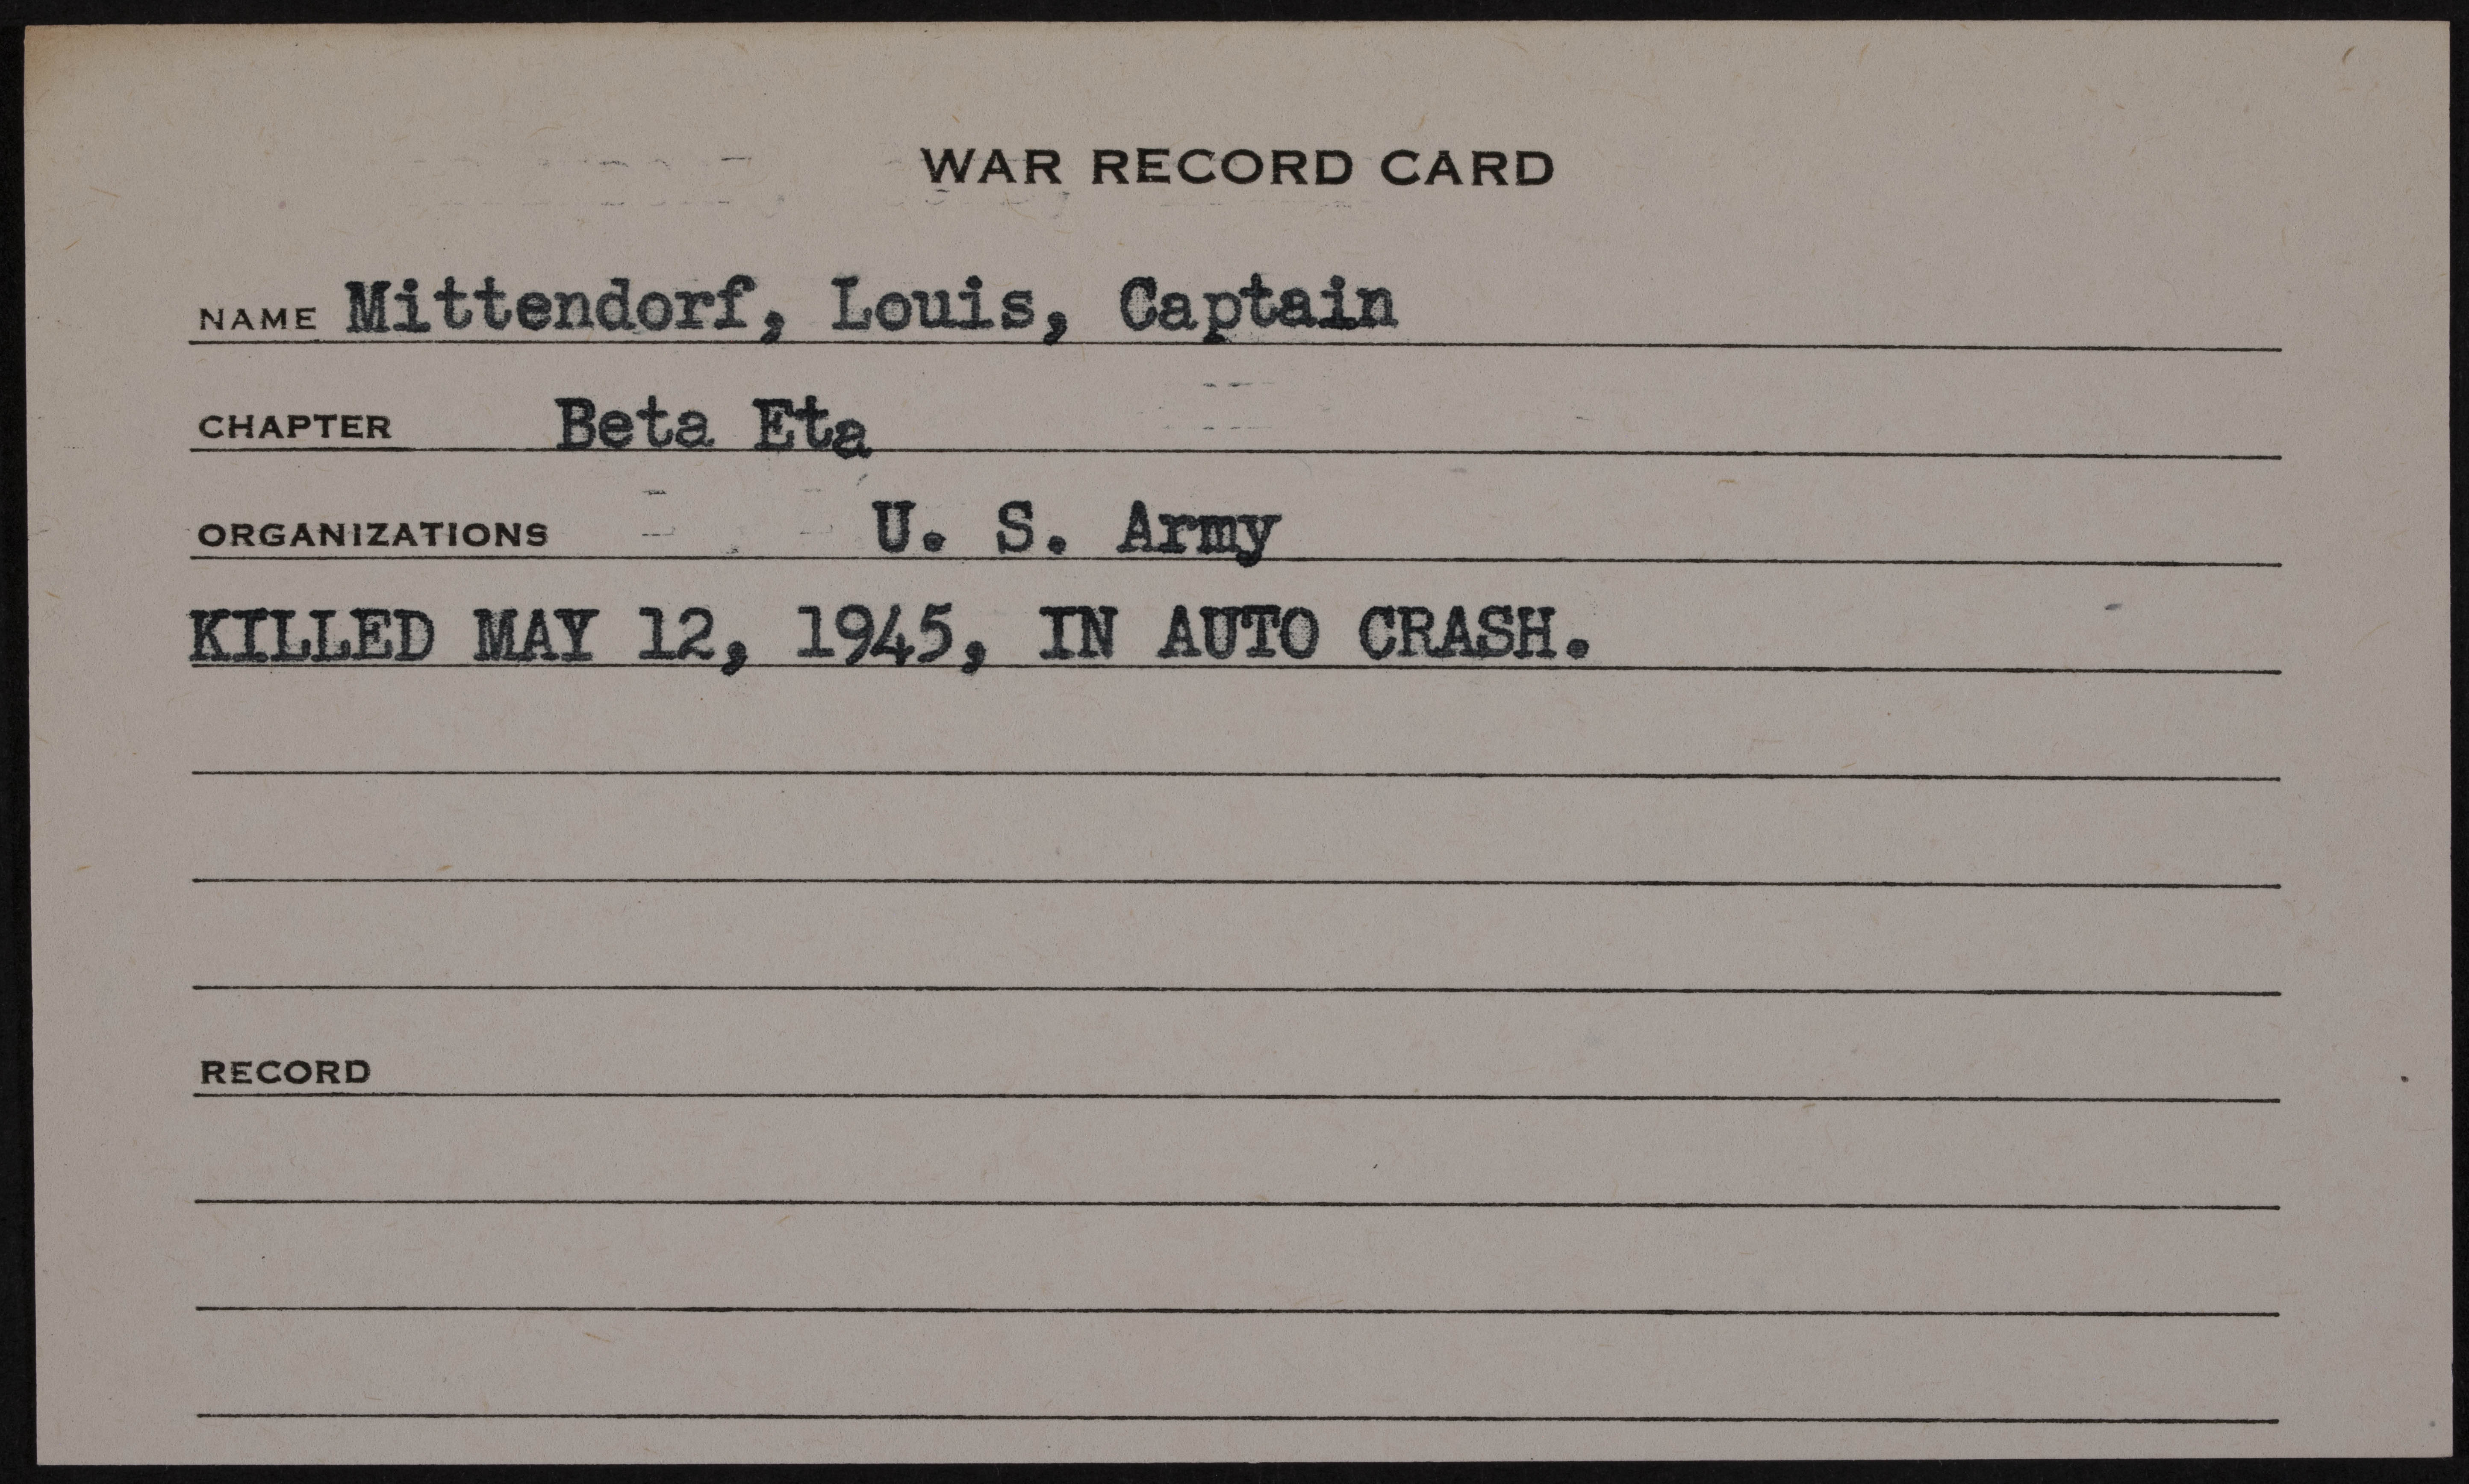 WAR RECORD CARD
NAME Mittendorf, Louis, Captain
CHAPTER Beta Eta
ORGANIZATIONS U. S. Army
KILLED MAY 12, 1945, IN AUTO CRASH.
RECORD